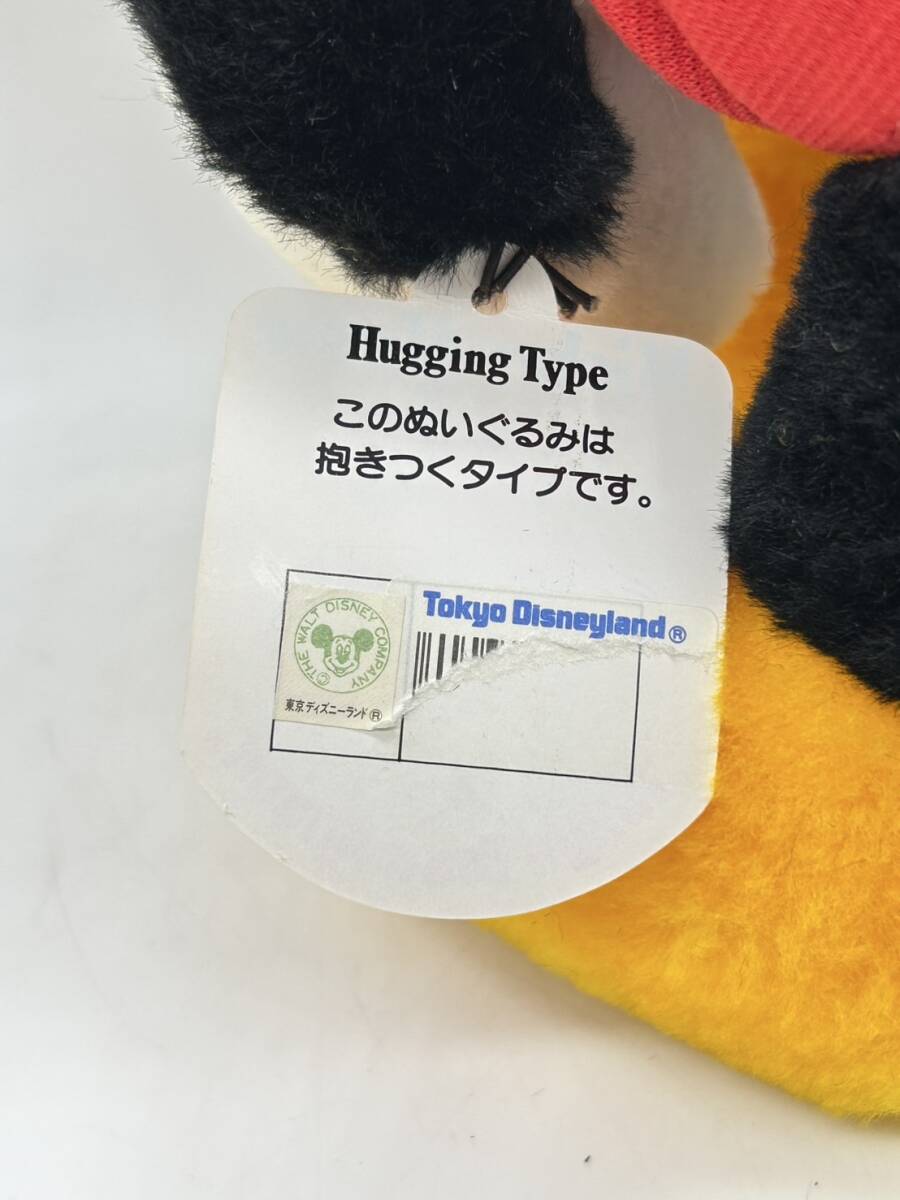 Hugging Type
このぬいぐるみは
抱きつくタイプです。
Tokyo Disneyland®
©THE WALT DISNEY COMPANY
東京ディズニーランド®